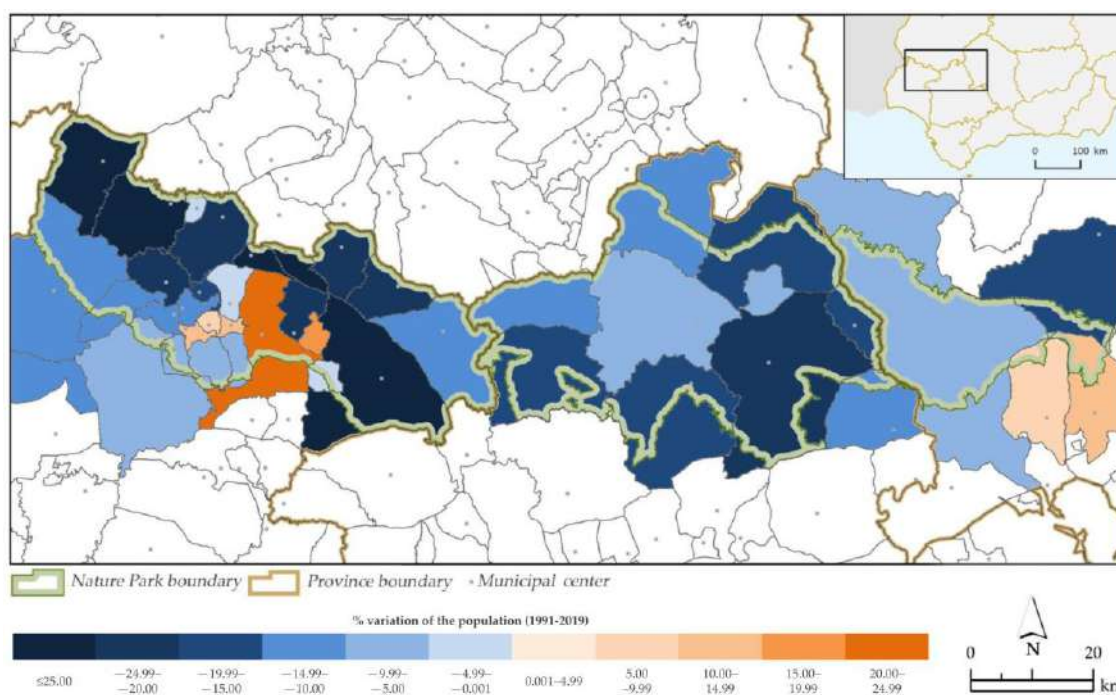 0 100 km
Nature Park boundary Province boundary Municipal center
% variation of the population (1991-2019)
≤25.00 −24.99– −19.99– −14.99– −9.99– −4.99– 0.001–4.99 5.00 10.00– 15.00– 20.00–
−20.00 −15.00 −10.00 −5.00 −0.001 –9.99 14.99 19.99 24.99
N
0 20
km